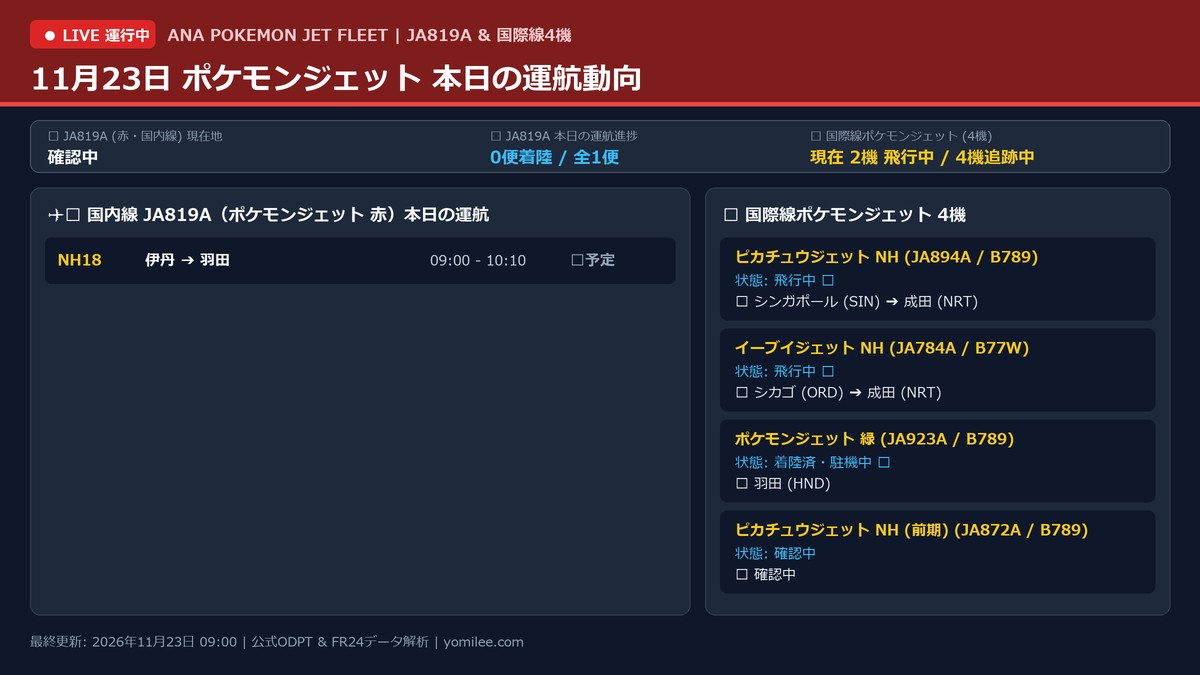 ● LIVE 運行中 ANA POKEMON JET FLEET | JA819A & 国際線4機
11月23日 ポケモンジェット 本日の運航動向
□ JA819A (赤・国内線) 現在地
確認中
□ JA819A 本日の運航進捗
0便着陸 / 全1便
□ 国際線ポケモンジェット (4機)
現在 2機 飛行中 / 4機追跡中
✈□ 国内線 JA819A（ポケモンジェット 赤）本日の運航
NH18 伊丹 → 羽田 09:00 - 10:10 □予定
□ 国際線ポケモンジェット 4機
ピカチュウジェット NH (JA894A / B789)
状態: 飛行中 □
□ シンガポール (SIN) ➔ 成田 (NRT)
イーブイジェット NH (JA784A / B77W)
状態: 飛行中 □
□ シカゴ (ORD) ➔ 成田 (NRT)
ポケモンジェット 緑 (JA923A / B789)
状態: 着陸済・駐機中 □
□ 羽田 (HND)
ピカチュウジェット NH (前期) (JA872A / B789)
状態: 確認中
□ 確認中
最終更新: 2026年11月23日 09:00 | 公式ODPT & FR24データ解析 | yomilee.com